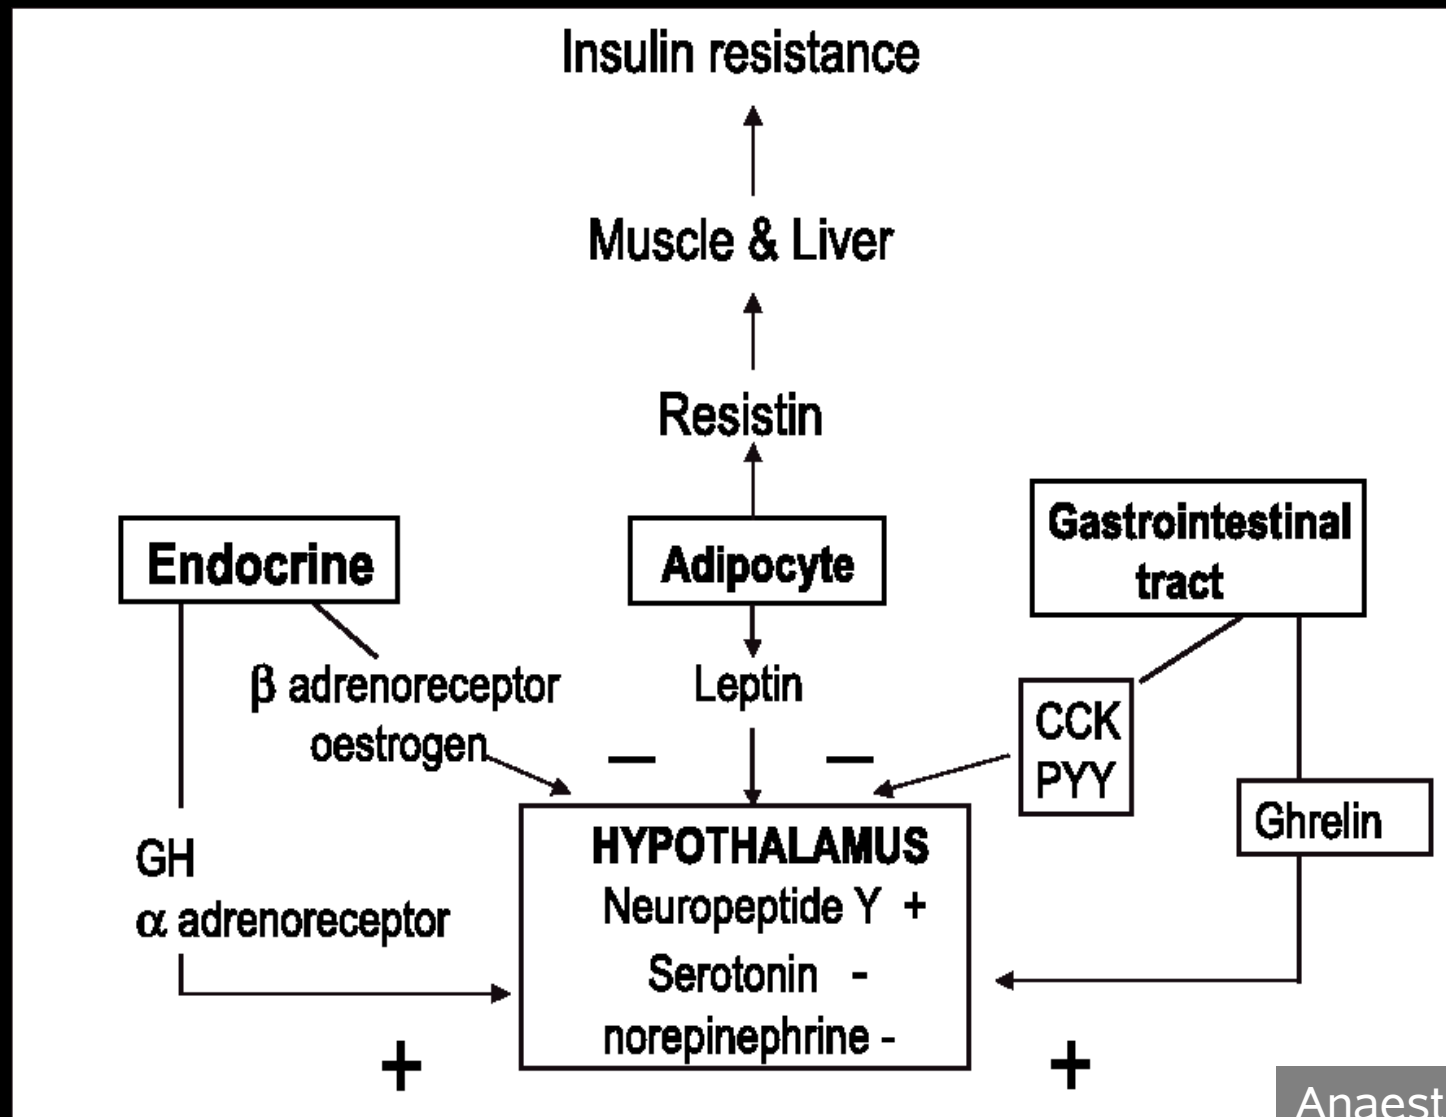 Insulin resistance
Muscle & Liver
Resistin
Endocrine
Adipocyte
Gastrointestinal
tract
β adrenoreceptor
oestrogen
Leptin
CCK
PYY
Ghrelin
GH
α adrenoreceptor
–
–
HYPOTHALAMUS
Neuropeptide Y +
Serotonin -
norepinephrine -
+
+